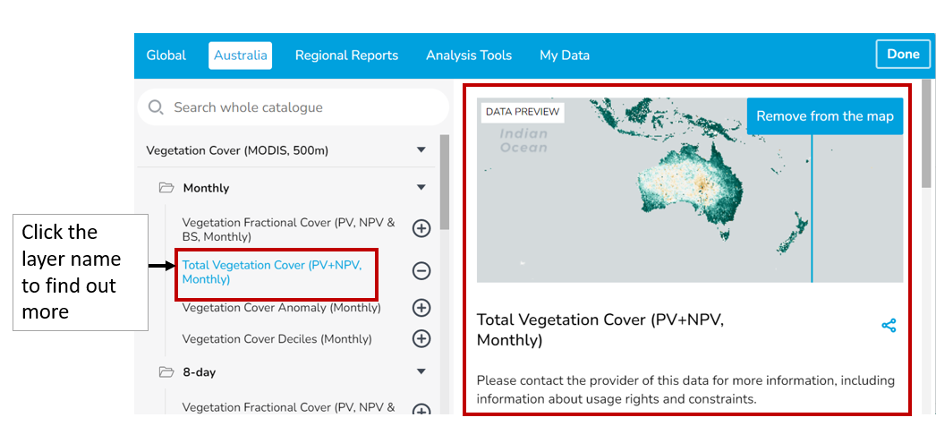 Global
Australia
Regional Reports
Analysis Tools
My Data
Done
Search whole catalogue
Vegetation Cover (MODIS, 500m)
Monthly
Vegetation Fractional Cover (PV, NPV &
BS, Monthly)
Total Vegetation Cover (PV+NPV,
Monthly)
Vegetation Cover Anomaly (Monthly)
Vegetation Cover Deciles (Monthly)
8-day
Vegetation Fractional Cover (PV, NPV &
Click the
layer name
to find out
more
DATA PREVIEW
Remove from the map
Indian
Ocean
Total Vegetation Cover (PV+NPV,
Monthly)
Please contact the provider of this data for more information, including
information about usage rights and constraints.